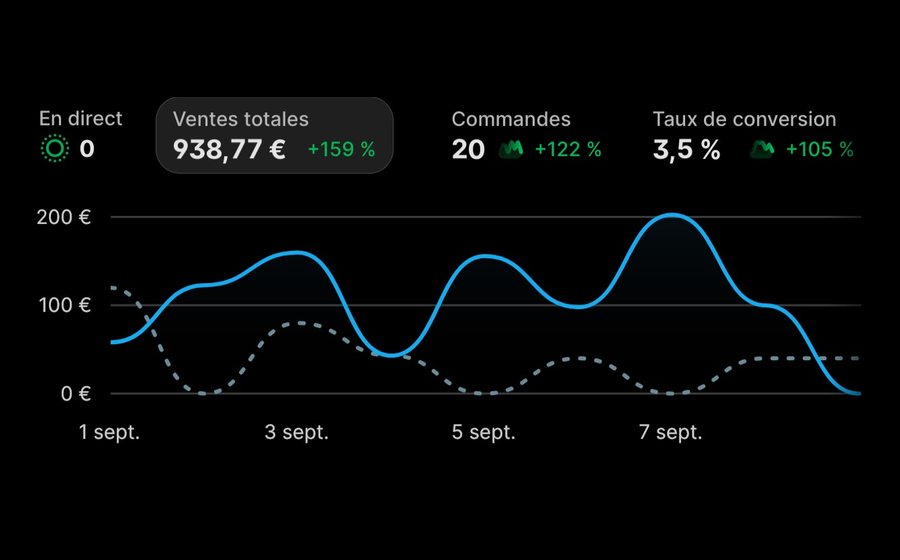 En direct
0
Ventes totales
938,77 € +159 %
Commandes
20 +122 %
Taux de conversion
3,5 % +105 %
200 €
100 €
0 €
1 sept. 3 sept. 5 sept. 7 sept.